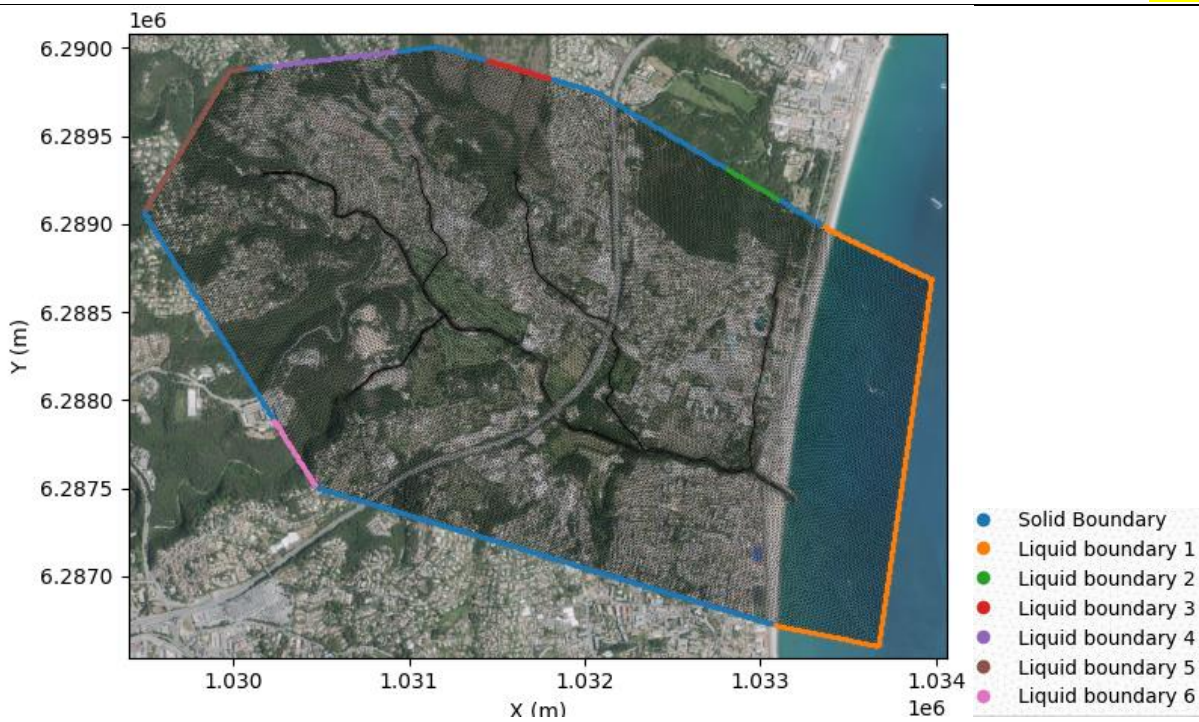 1e6
6.2900
6.2895
6.2890
6.2885
6.2880
6.2875
6.2870
Y (m)
1.030 1.031 1.032 1.033 1.034
X (m)
1e6
Solid Boundary
Liquid boundary 1
Liquid boundary 2
Liquid boundary 3
Liquid boundary 4
Liquid boundary 5
Liquid boundary 6